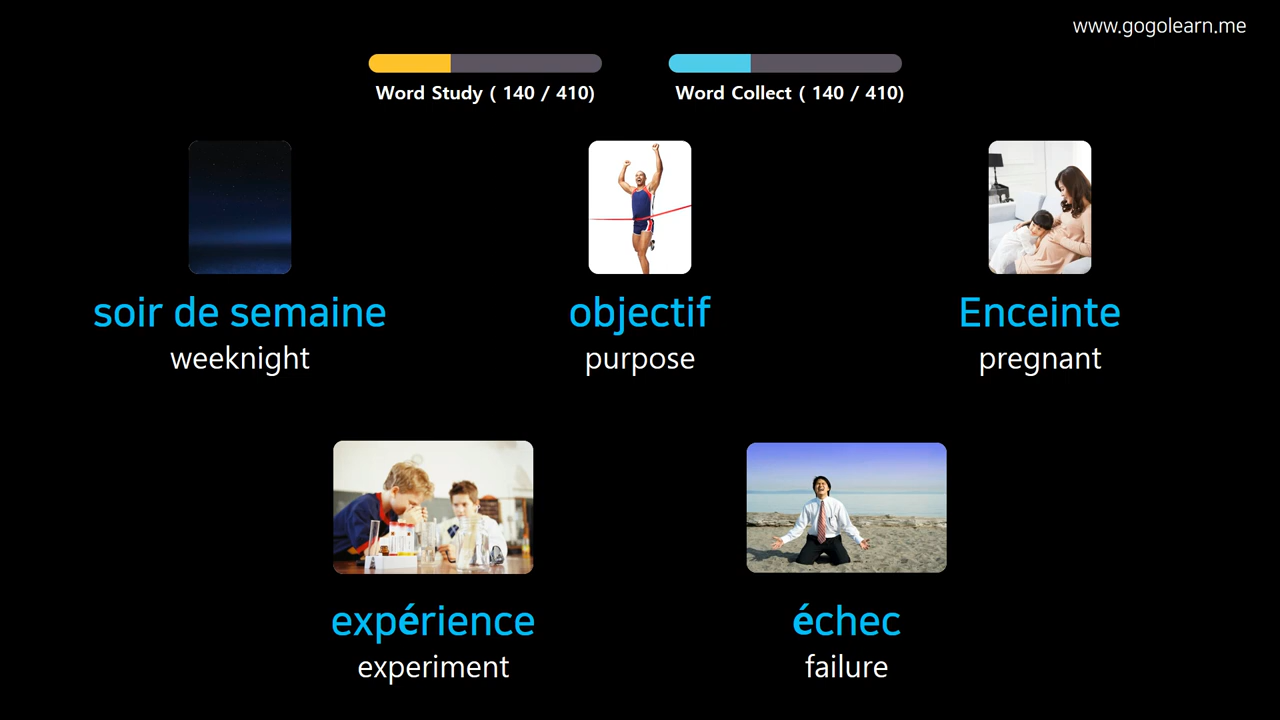 www.gogolearn.me
Word Study ( 140 / 410)
Word Collect ( 140 / 410)
soir de semaine
weeknight
objectif
purpose
Enceinte
pregnant
expérience
experiment
échec
failure